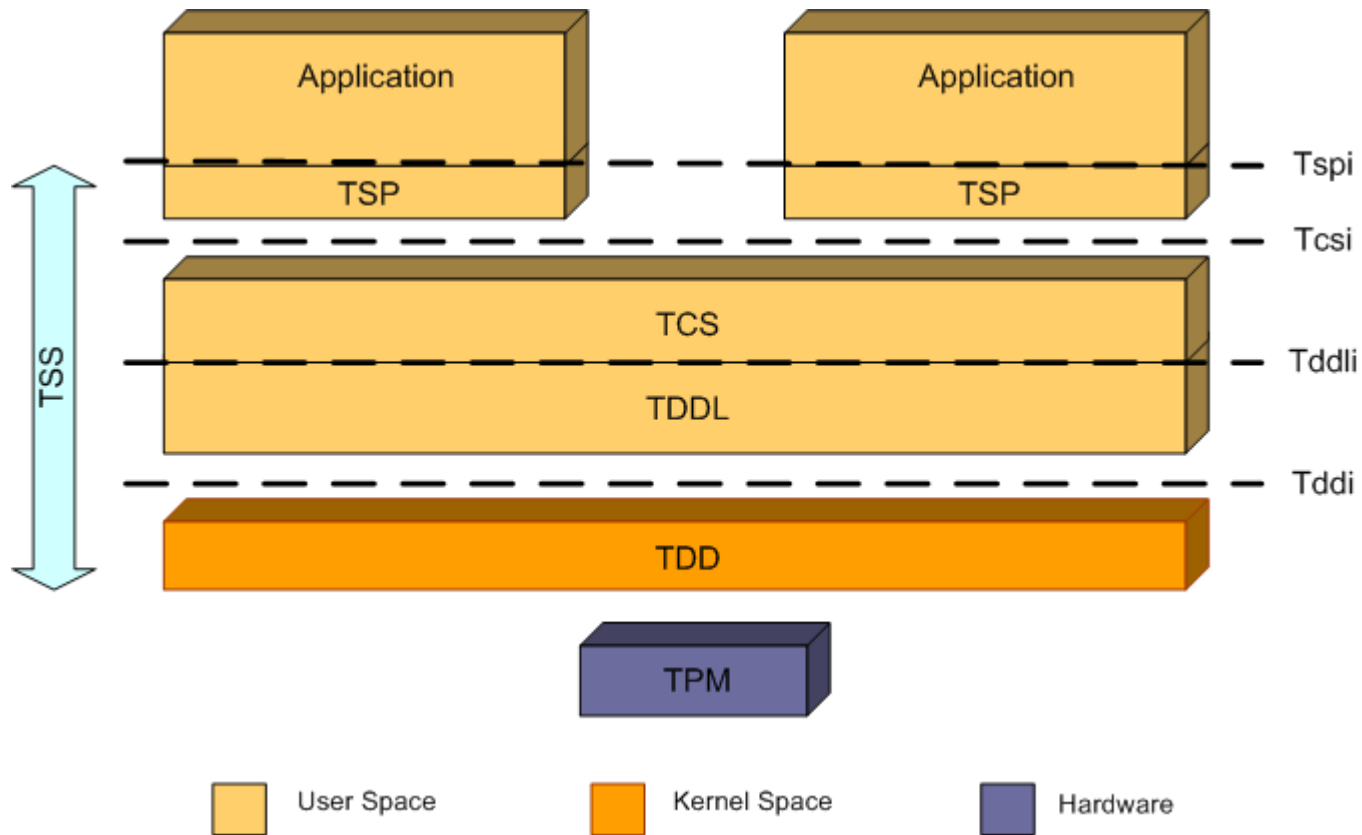 Application
Application
Tspi
TSP
TSP
Tcsi
TCS
Tddli
TSS
TDDL
Tddi
TDD
TPM
User Space
Kernel Space
Hardware